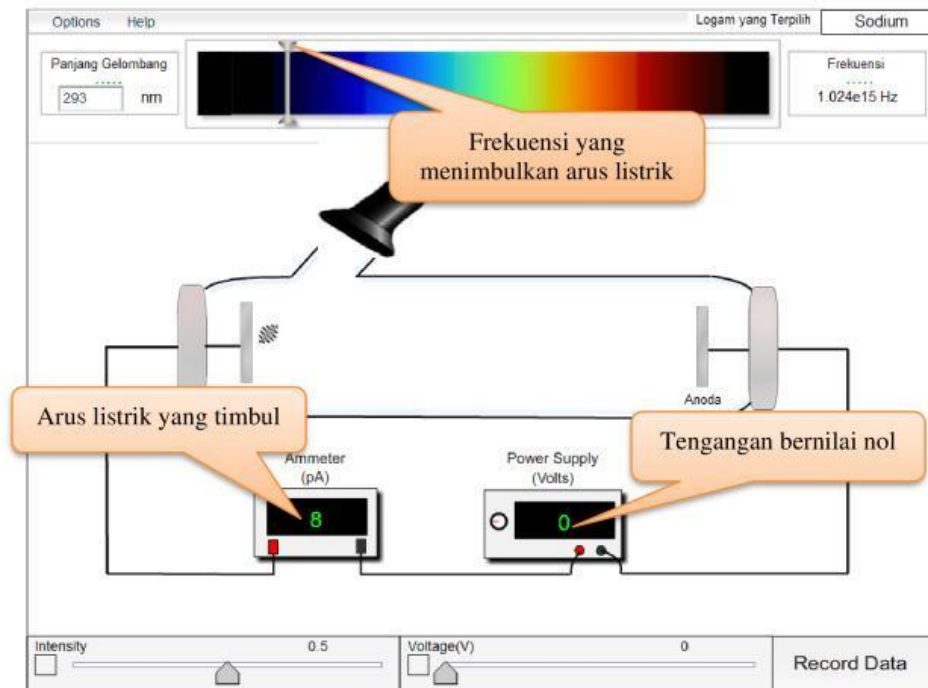 Options Help
Logam yang Terpilih
Sodium
Panjang Gelombang
293 nm
Frekuensi
1.024e15 Hz
Frekuensi yang
menimbulkan arus listrik
Anoda
Arus listrik yang timbul
Tengangan bernilai nol
Ammeter
(pA)
8
Power Supply
(Volts)
0
Intensity 0.5
Voltage(V) 0
Record Data